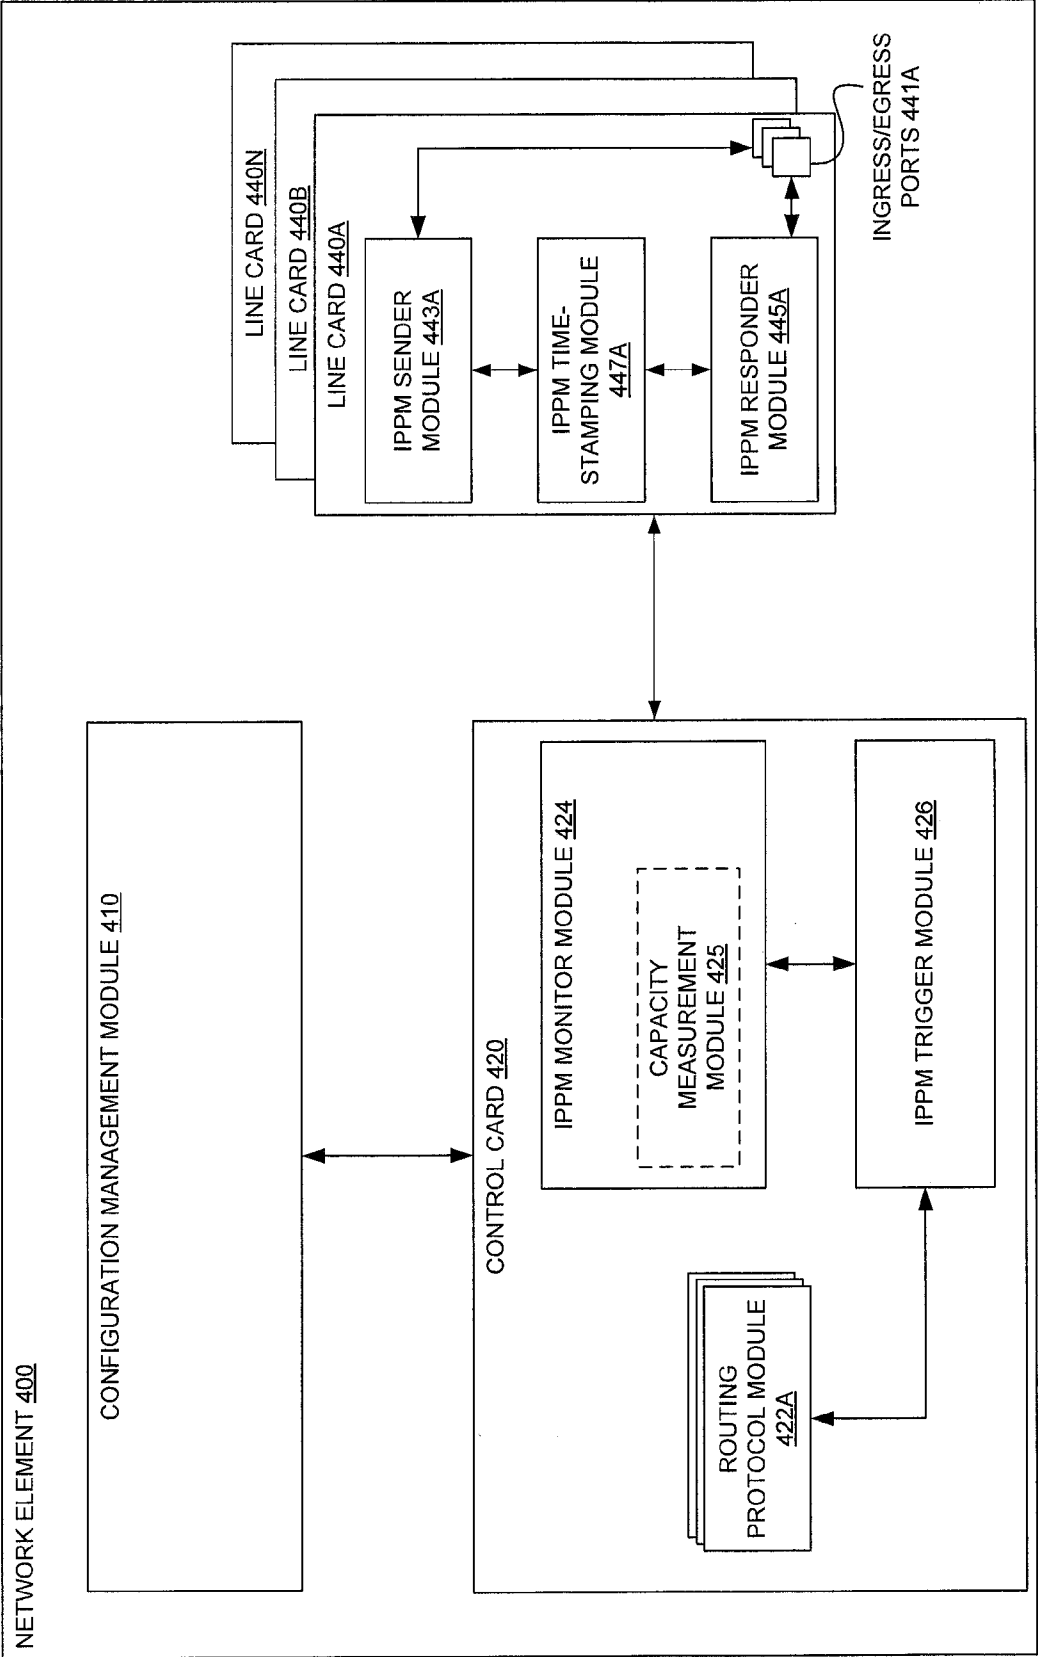 NETWORK ELEMENT 400
CONFIGURATION MANAGEMENT MODULE 410
CONTROL CARD 420
IPPM MONITOR MODULE 424
CAPACITY
MEASUREMENT
MODULE 425
ROUTING
PROTOCOL MODULE
422A
IPPM TRIGGER MODULE 426
LINE CARD 440N
LINE CARD 440B
LINE CARD 440A
IPPM SENDER
MODULE 443A
IPPM TIME-
STAMPING MODULE
447A
IPPM RESPONDER
MODULE 445A
INGRESS/EGRESS
PORTS 441A